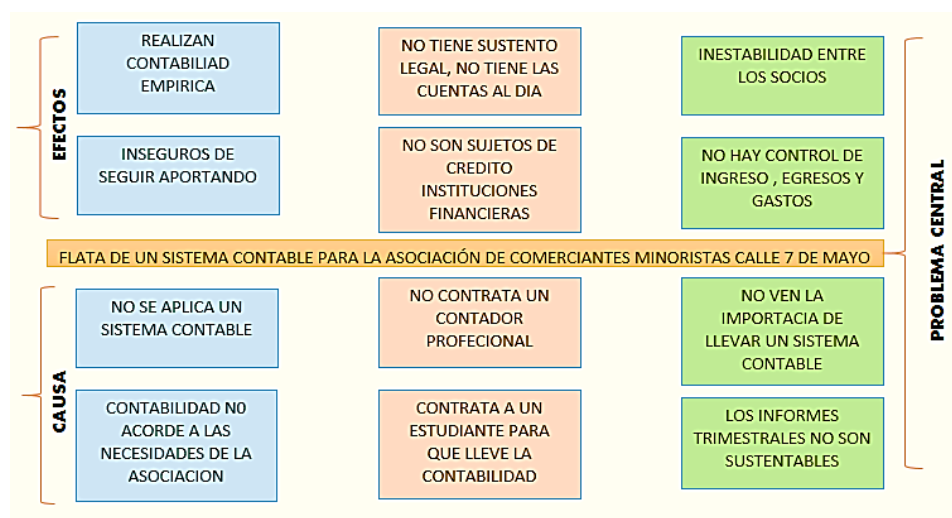 EFECTOS
REALIZAN
CONTABILIAD
EMPIRICA
NO TIENE SUSTENTO
LEGAL, NO TIENE LAS
CUENTAS AL DIA
INESTABILIDAD ENTRE
LOS SOCIOS
INSEGUROS DE
SEGUIR APORTANDO
NO SON SUJETOS DE
CREDITO
INSTITUCIONES
FINANCIERAS
NO HAY CONTROL DE
INGRESO , EGRESOS Y
GASTOS
FLATA DE UN SISTEMA CONTABLE PARA LA ASOCIACIÓN DE COMERCIANTES MINORISTAS CALLE 7 DE MAYO
PROBLEMA CENTRAL
CAUSA
NO SE APLICA UN
SISTEMA CONTABLE
NO CONTRATA UN
CONTADOR
PROFECIONAL
NO VEN LA
IMPORTACIA DE
LLEVAR UN SISTEMA
CONTABLE
CONTABILIDAD N0
ACORDE A LAS
NECESIDADES DE LA
ASOCIACION
CONTRATA A UN
ESTUDIANTE PARA
QUE LLEVE LA
CONTABILIDAD
LOS INFORMES
TRIMESTRALES NO SON
SUSTENTABLES